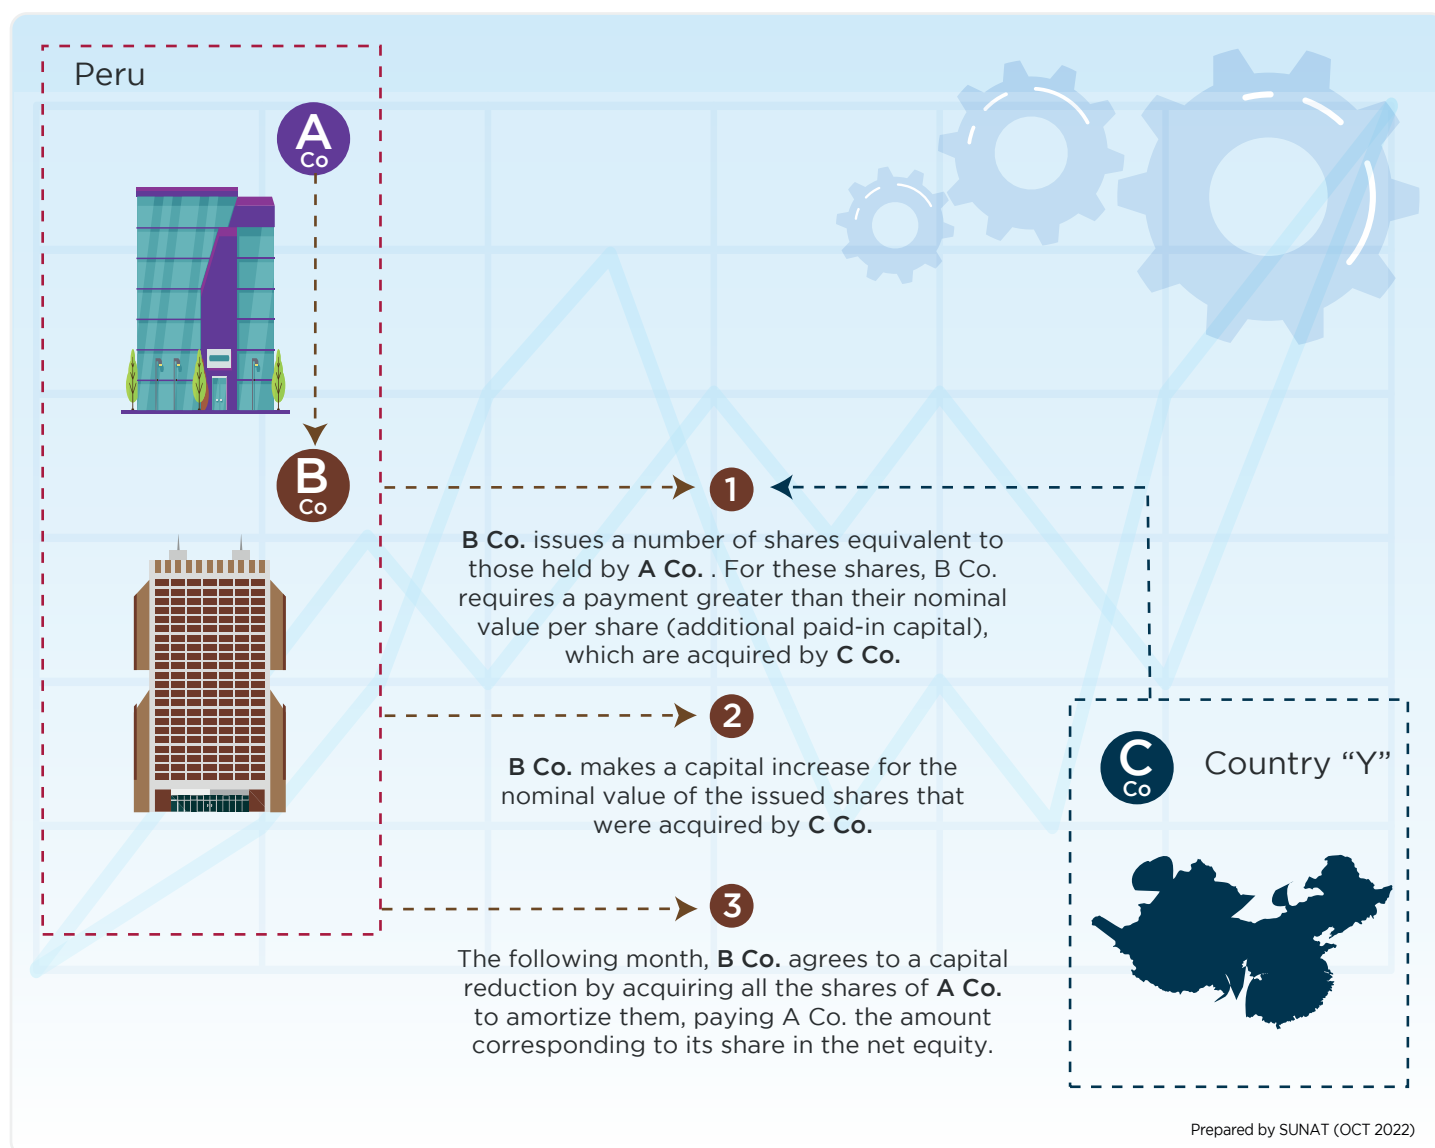 Peru
A
Co
B
Co
1
B Co. issues a number of shares equivalent to
those held by A Co. . For these shares, B Co.
requires a payment greater than their nominal
value per share (additional paid-in capital),
which are acquired by C Co.
2
B Co. makes a capital increase for the
nominal value of the issued shares that
were acquired by C Co.
C
Co
Country “Y”
3
The following month, B Co. agrees to a capital
reduction by acquiring all the shares of A Co.
to amortize them, paying A Co. the amount
corresponding to its share in the net equity.
Prepared by SUNAT (OCT 2022)